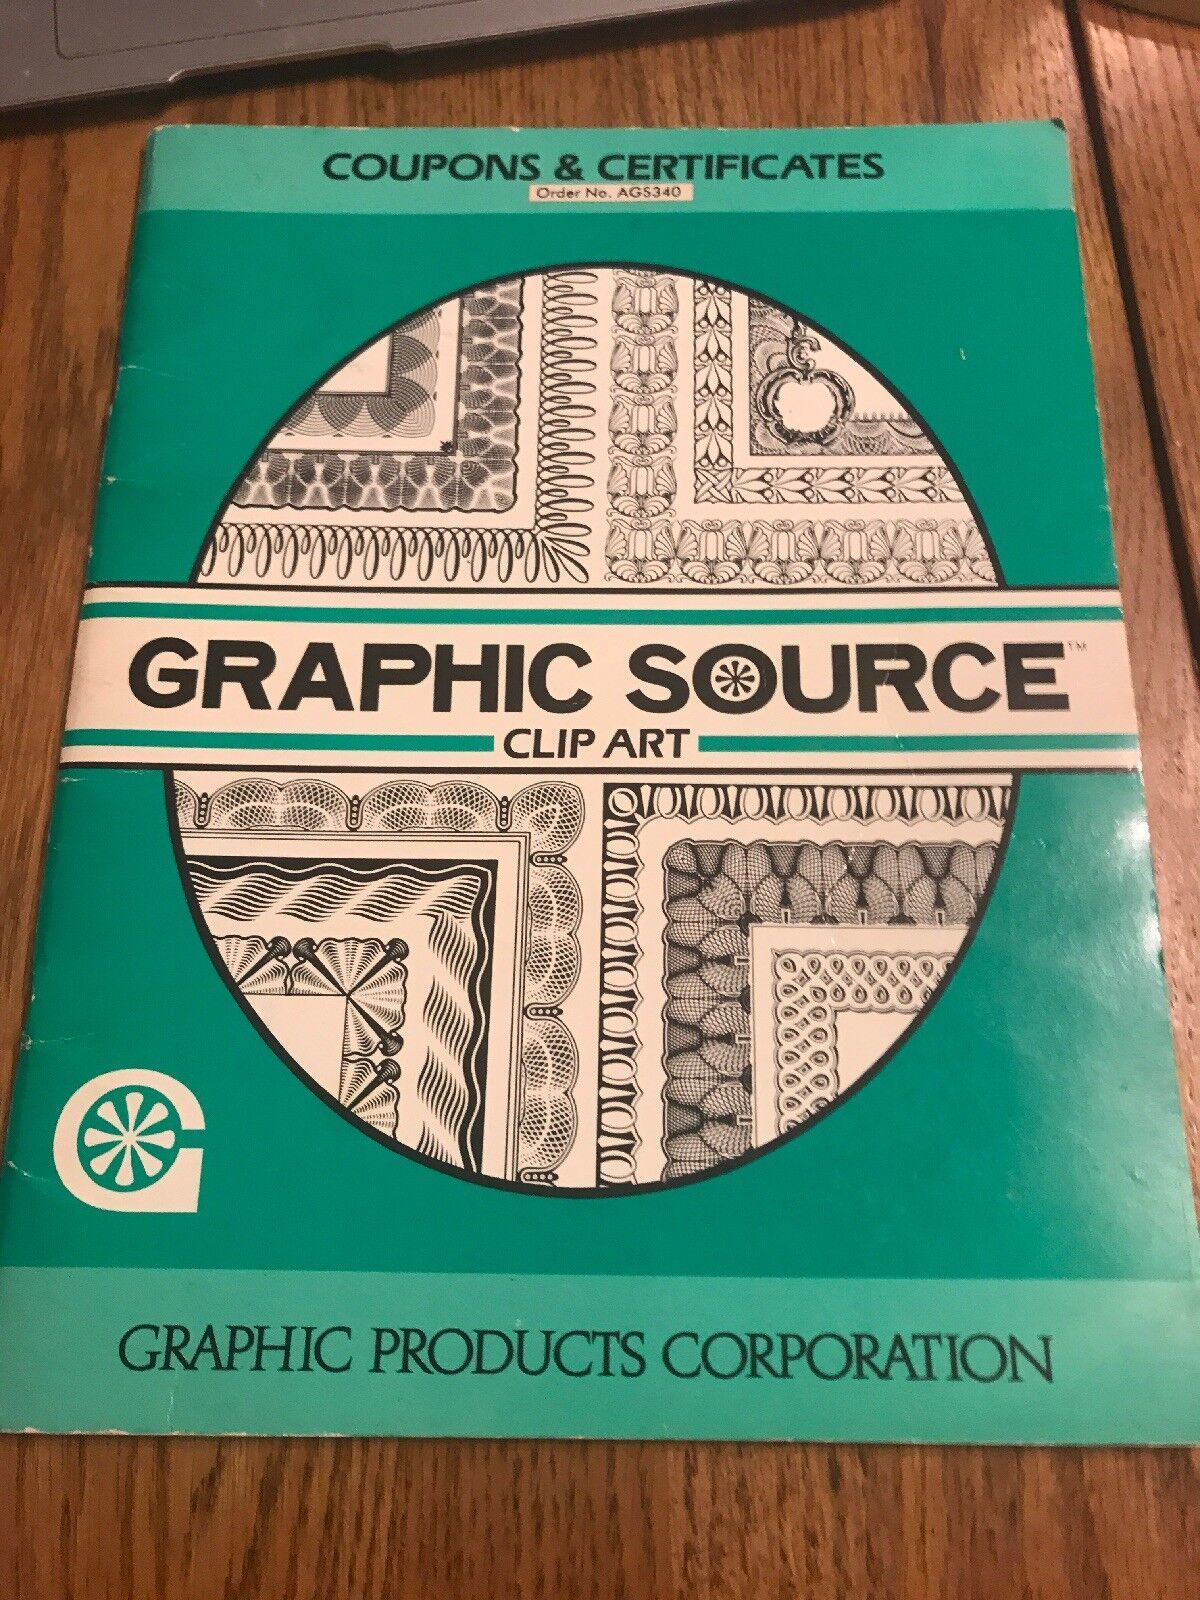 COUPONS & CERTIFICATES
Order No. AGS340
GRAPHIC SOURCE™
CLIP ART
GRAPHIC PRODUCTS CORPORATION